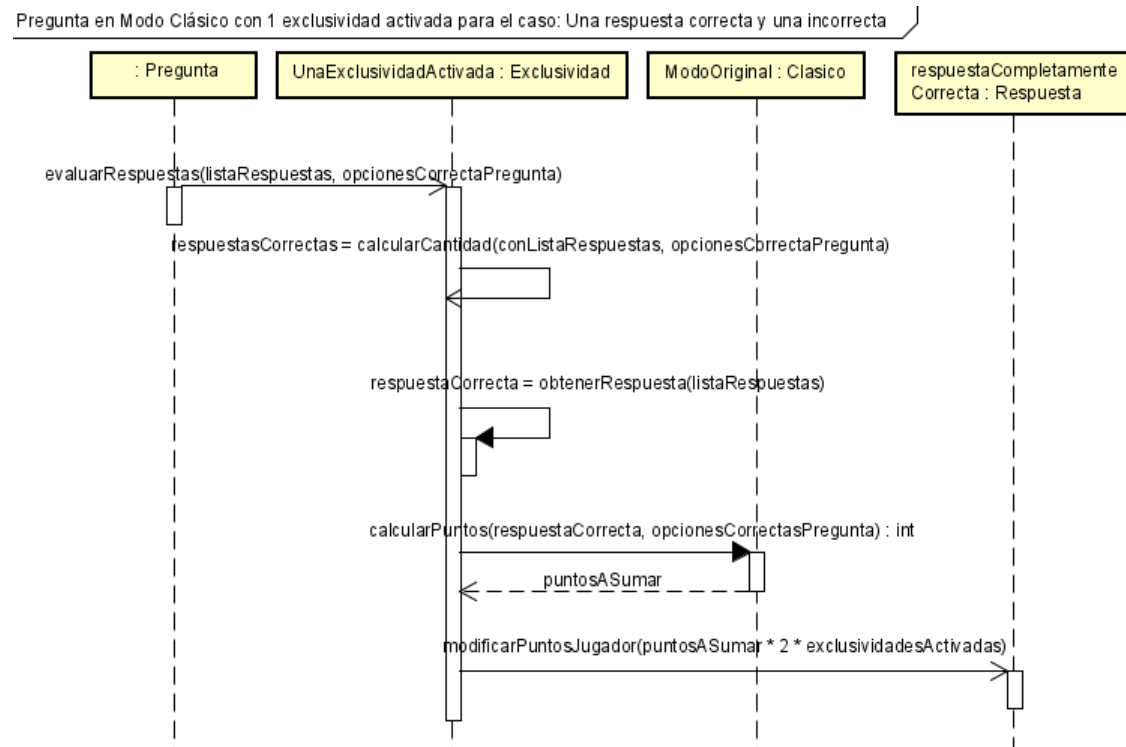 Pregunta en Modo Clásico con 1 exclusividad activada para el caso: Una respuesta correcta y una incorrecta
: Pregunta
UnaExclusividadActivada : Exclusividad
ModoOriginal : Clasico
respuestaCompletamente
Correcta : Respuesta
evaluarRespuestas(listaRespuestas, opcionesCorrectaPregunta)
respuestasCorrectas = calcularCantidad(conListaRespuestas, opcionesCorrectaPregunta)
respuestaCorrecta = obtenerRespuesta(listaRespuestas)
calcularPuntos(respuestaCorrecta, opcionesCorrectasPregunta) : int
puntosASumar
modificarPuntosJugador(puntosASumar * 2 * exclusividadesActivadas)